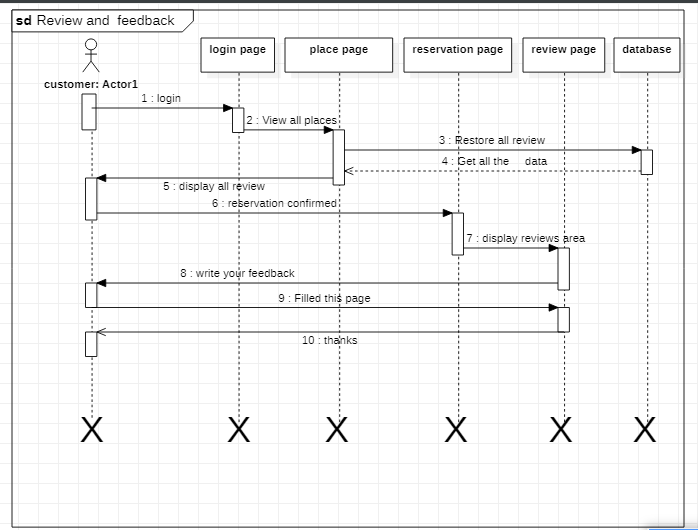 sd Review and feedback
login page
place page
reservation page
review page
database
customer: Actor1
1 : login
2 : View all places
3 : Restore all review
4 : Get all the data
5 : display all review
6 : reservation confirmed
7 : display reviews area
8 : write your feedback
9 : Filled this page
10 : thanks